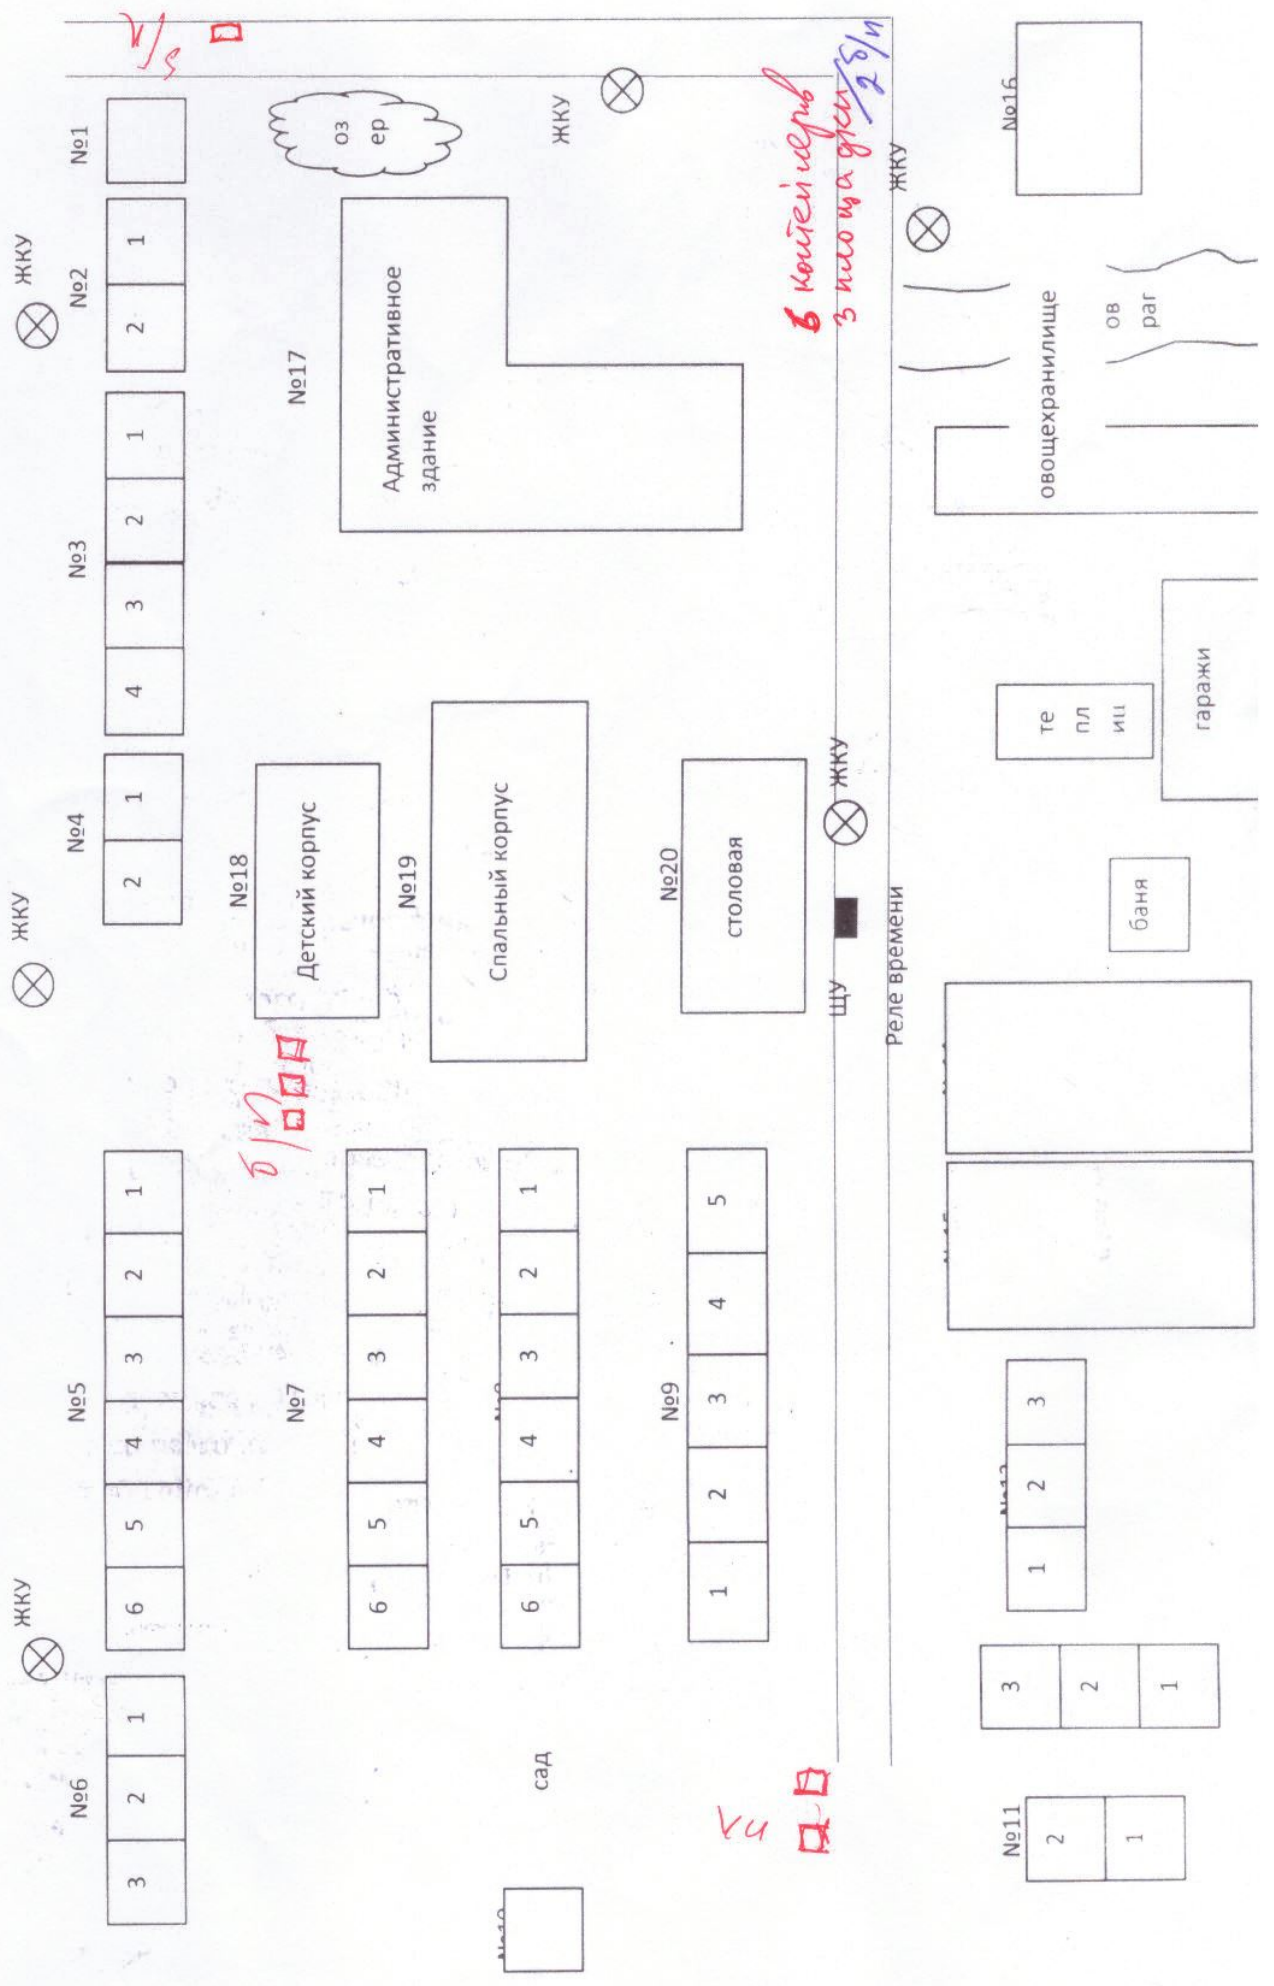 ЖКУ ЖКУ ЖКУ
№6 №5 №4 №3 №2 №1
3 2 1 6 5 4 3 2 1 2 1 4 3 2 1 2 1
№18
б/п
№7 №17
Детский корпус
оз
ер
6 5 4 3 2 1
№19
Административное
здание
Спальный корпус
6 5 4 3 2 1
сад
ЖКУ
№9 №20
1 2 3 4 5
столовая
6 контейнеров
3 площадки
2 б/п
ЩУ ЖКУ
Реле времени
ЖКУ
№11
3
2
1
1 2 3
2
1
№16
овощехранилище
ов
раг
те
пл
иц
баня
гаражи